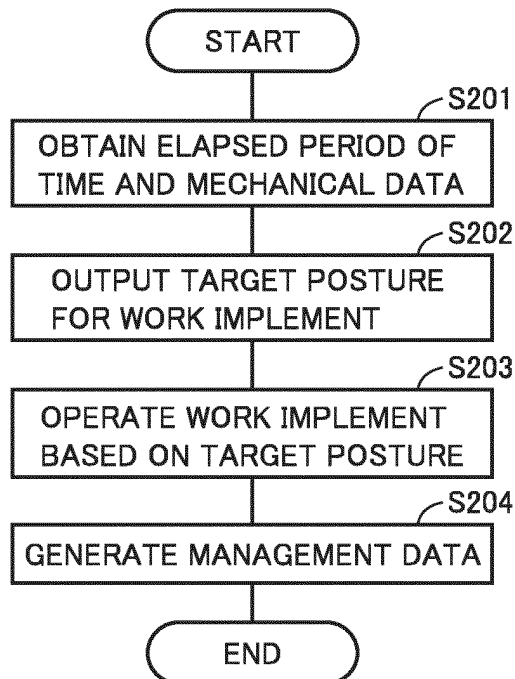 START
S201
OBTAIN ELAPSED PERIOD OF
TIME AND MECHANICAL DATA
S202
OUTPUT TARGET POSTURE
FOR WORK IMPLEMENT
S203
OPERATE WORK IMPLEMENT
BASED ON TARGET POSTURE
S204
GENERATE MANAGEMENT DATA
END